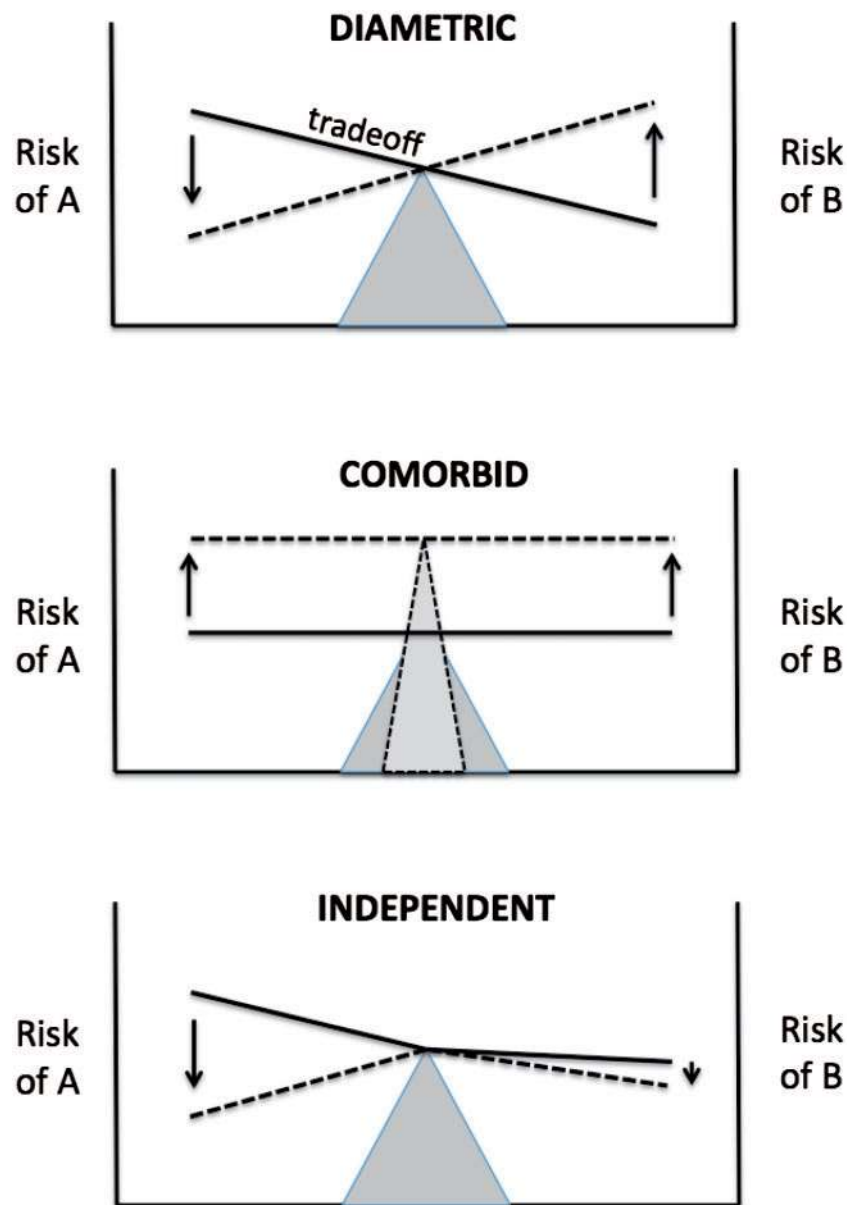 DIAMETRIC
tradeoff
Risk
of A
Risk
of B
COMORBID
Risk
of A
Risk
of B
INDEPENDENT
Risk
of A
Risk
of B